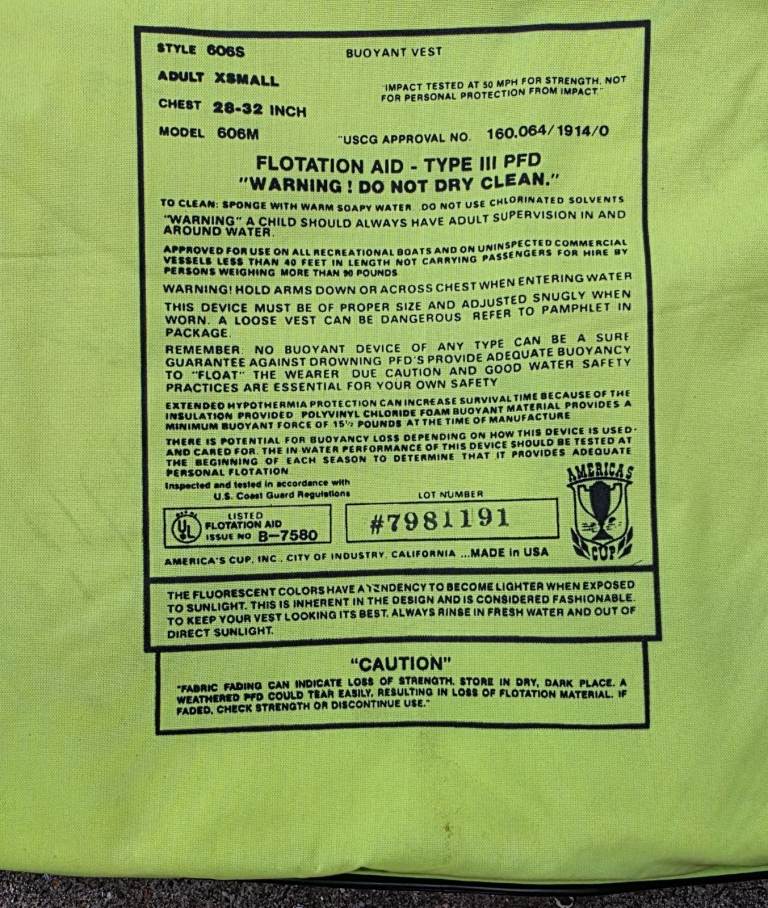 STYLE 606S
BUOYANT VEST
ADULT XSMALL
"IMPACT TESTED AT 50 MPH FOR STRENGTH. NOT
FOR PERSONAL PROTECTION FROM IMPACT."
CHEST 28-32 INCH
MODEL 606M
"USCG APPROVAL NO. 160.064/1914/0
FLOTATION AID - TYPE III PFD
"WARNING ! DO NOT DRY CLEAN."
TO CLEAN: SPONGE WITH WARM SOAPY WATER. DO NOT USE CHLORINATED SOLVENTS
"WARNING" A CHILD SHOULD ALWAYS HAVE ADULT SUPERVISION IN AND
AROUND WATER.
APPROVED FOR USE ON ALL RECREATIONAL BOATS AND ON UNINSPECTED COMMERCIAL
VESSELS LESS THAN 40 FEET IN LENGTH NOT CARRYING PASSENGERS FOR HIRE BY
PERSONS WEIGHING MORE THAN 90 POUNDS
WARNING! HOLD ARMS DOWN OR ACROSS CHEST WHEN ENTERING WATER
THIS DEVICE MUST BE OF PROPER SIZE AND ADJUSTED SNUGLY WHEN
WORN. A LOOSE VEST CAN BE DANGEROUS REFER TO PAMPHLET IN
PACKAGE.
REMEMBER. NO BUOYANT DEVICE OF ANY TYPE CAN BE A SURE
GUARANTEE AGAINST DROWNING PFD'S PROVIDE ADEQUATE BUOYANCY
TO "FLOAT" THE WEARER DUE CAUTION AND GOOD WATER SAFETY
PRACTICES ARE ESSENTIAL FOR YOUR OWN SAFETY
EXTENDED HYPOTHERMIA PROTECTION CAN INCREASE SURVIVAL TIME BECAUSE OF THE
INSULATION PROVIDED POLYVINYL CHLORIDE FOAM BUOYANT MATERIAL PROVIDES A
MINIMUM BUOYANT FORCE OF 15½ POUNDS AT THE TIME OF MANUFACTURE
THERE IS POTENTIAL FOR BUOYANCY LOSS DEPENDING ON HOW THIS DEVICE IS USED
AND CARED FOR. THE IN WATER PERFORMANCE OF THIS DEVICE SHOULD BE TESTED AT
THE BEGINNING OF EACH SEASON TO DETERMINE THAT IT PROVIDES ADEQUATE
PERSONAL FLOTATION
Inspected and tested in accordance with
U.S. Coast Guard Regulations
LOT NUMBER
AMERICA'S
CUP
UL
LISTED
FLOTATION AID
ISSUE NO B-7580
#7981191
AMERICA'S CUP, INC., CITY OF INDUSTRY, CALIFORNIA ...MADE in USA
THE FLUORESCENT COLORS HAVE A TENDENCY TO BECOME LIGHTER WHEN EXPOSED
TO SUNLIGHT. THIS IS INHERENT IN THE DESIGN AND IS CONSIDERED FASHIONABLE.
TO KEEP YOUR VEST LOOKING ITS BEST. ALWAYS RINSE IN FRESH WATER AND OUT OF
DIRECT SUNLIGHT.
"CAUTION"
"FABRIC FADING CAN INDICATE LOSS OF STRENGTH. STORE IN DRY, DARK PLACE. A
WEATHERED PFD COULD TEAR EASILY, RESULTING IN LOSS OF FLOTATION MATERIAL. IF
FADED, CHECK STRENGTH OR DISCONTINUE USE."